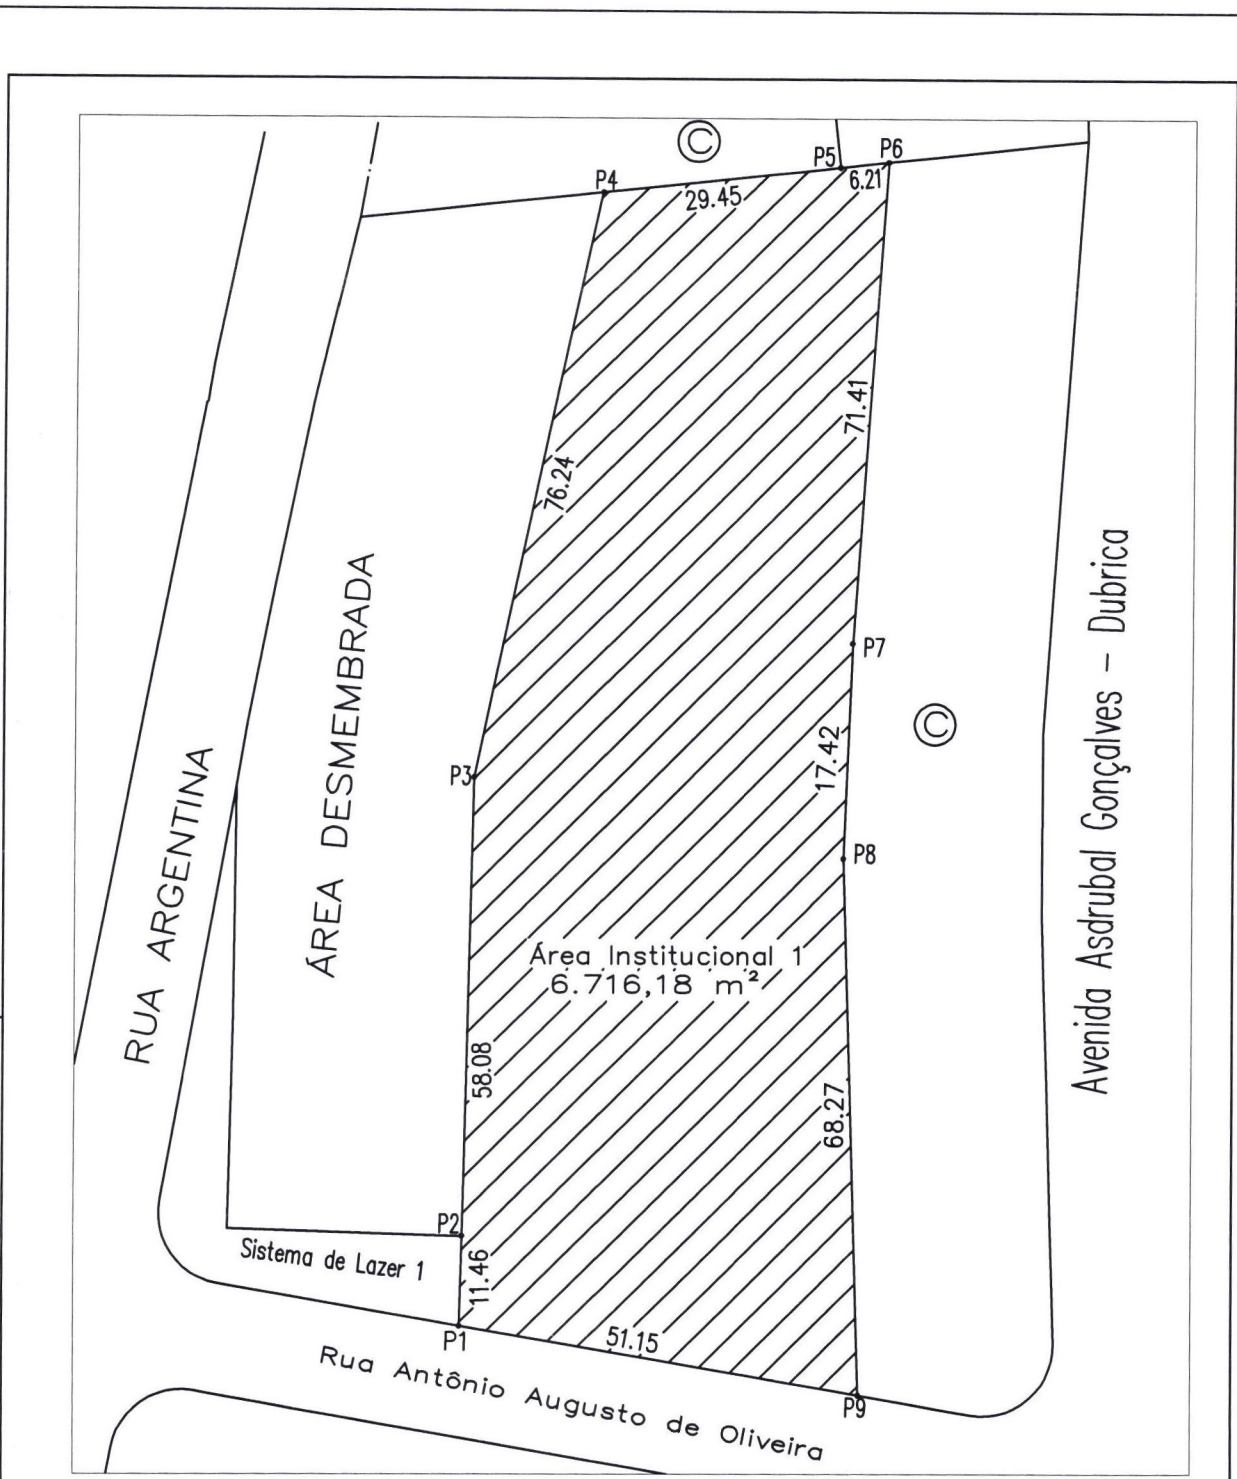 ©
P5
P6
P4
29.45
6.21
71.41
76.24
P7
ÁREA DESMEMBRADA
Avenida Asdrubal Gonçalves - Dubrica
©
17.42
P3
RUA ARGENTINA
P8
Área Institucional 1
6.716,18 m²
58.08
68.27
P2
Sistema de Lazer 1
11.46
P1
51.15
Rua Antônio Augusto de Oliveira
P9